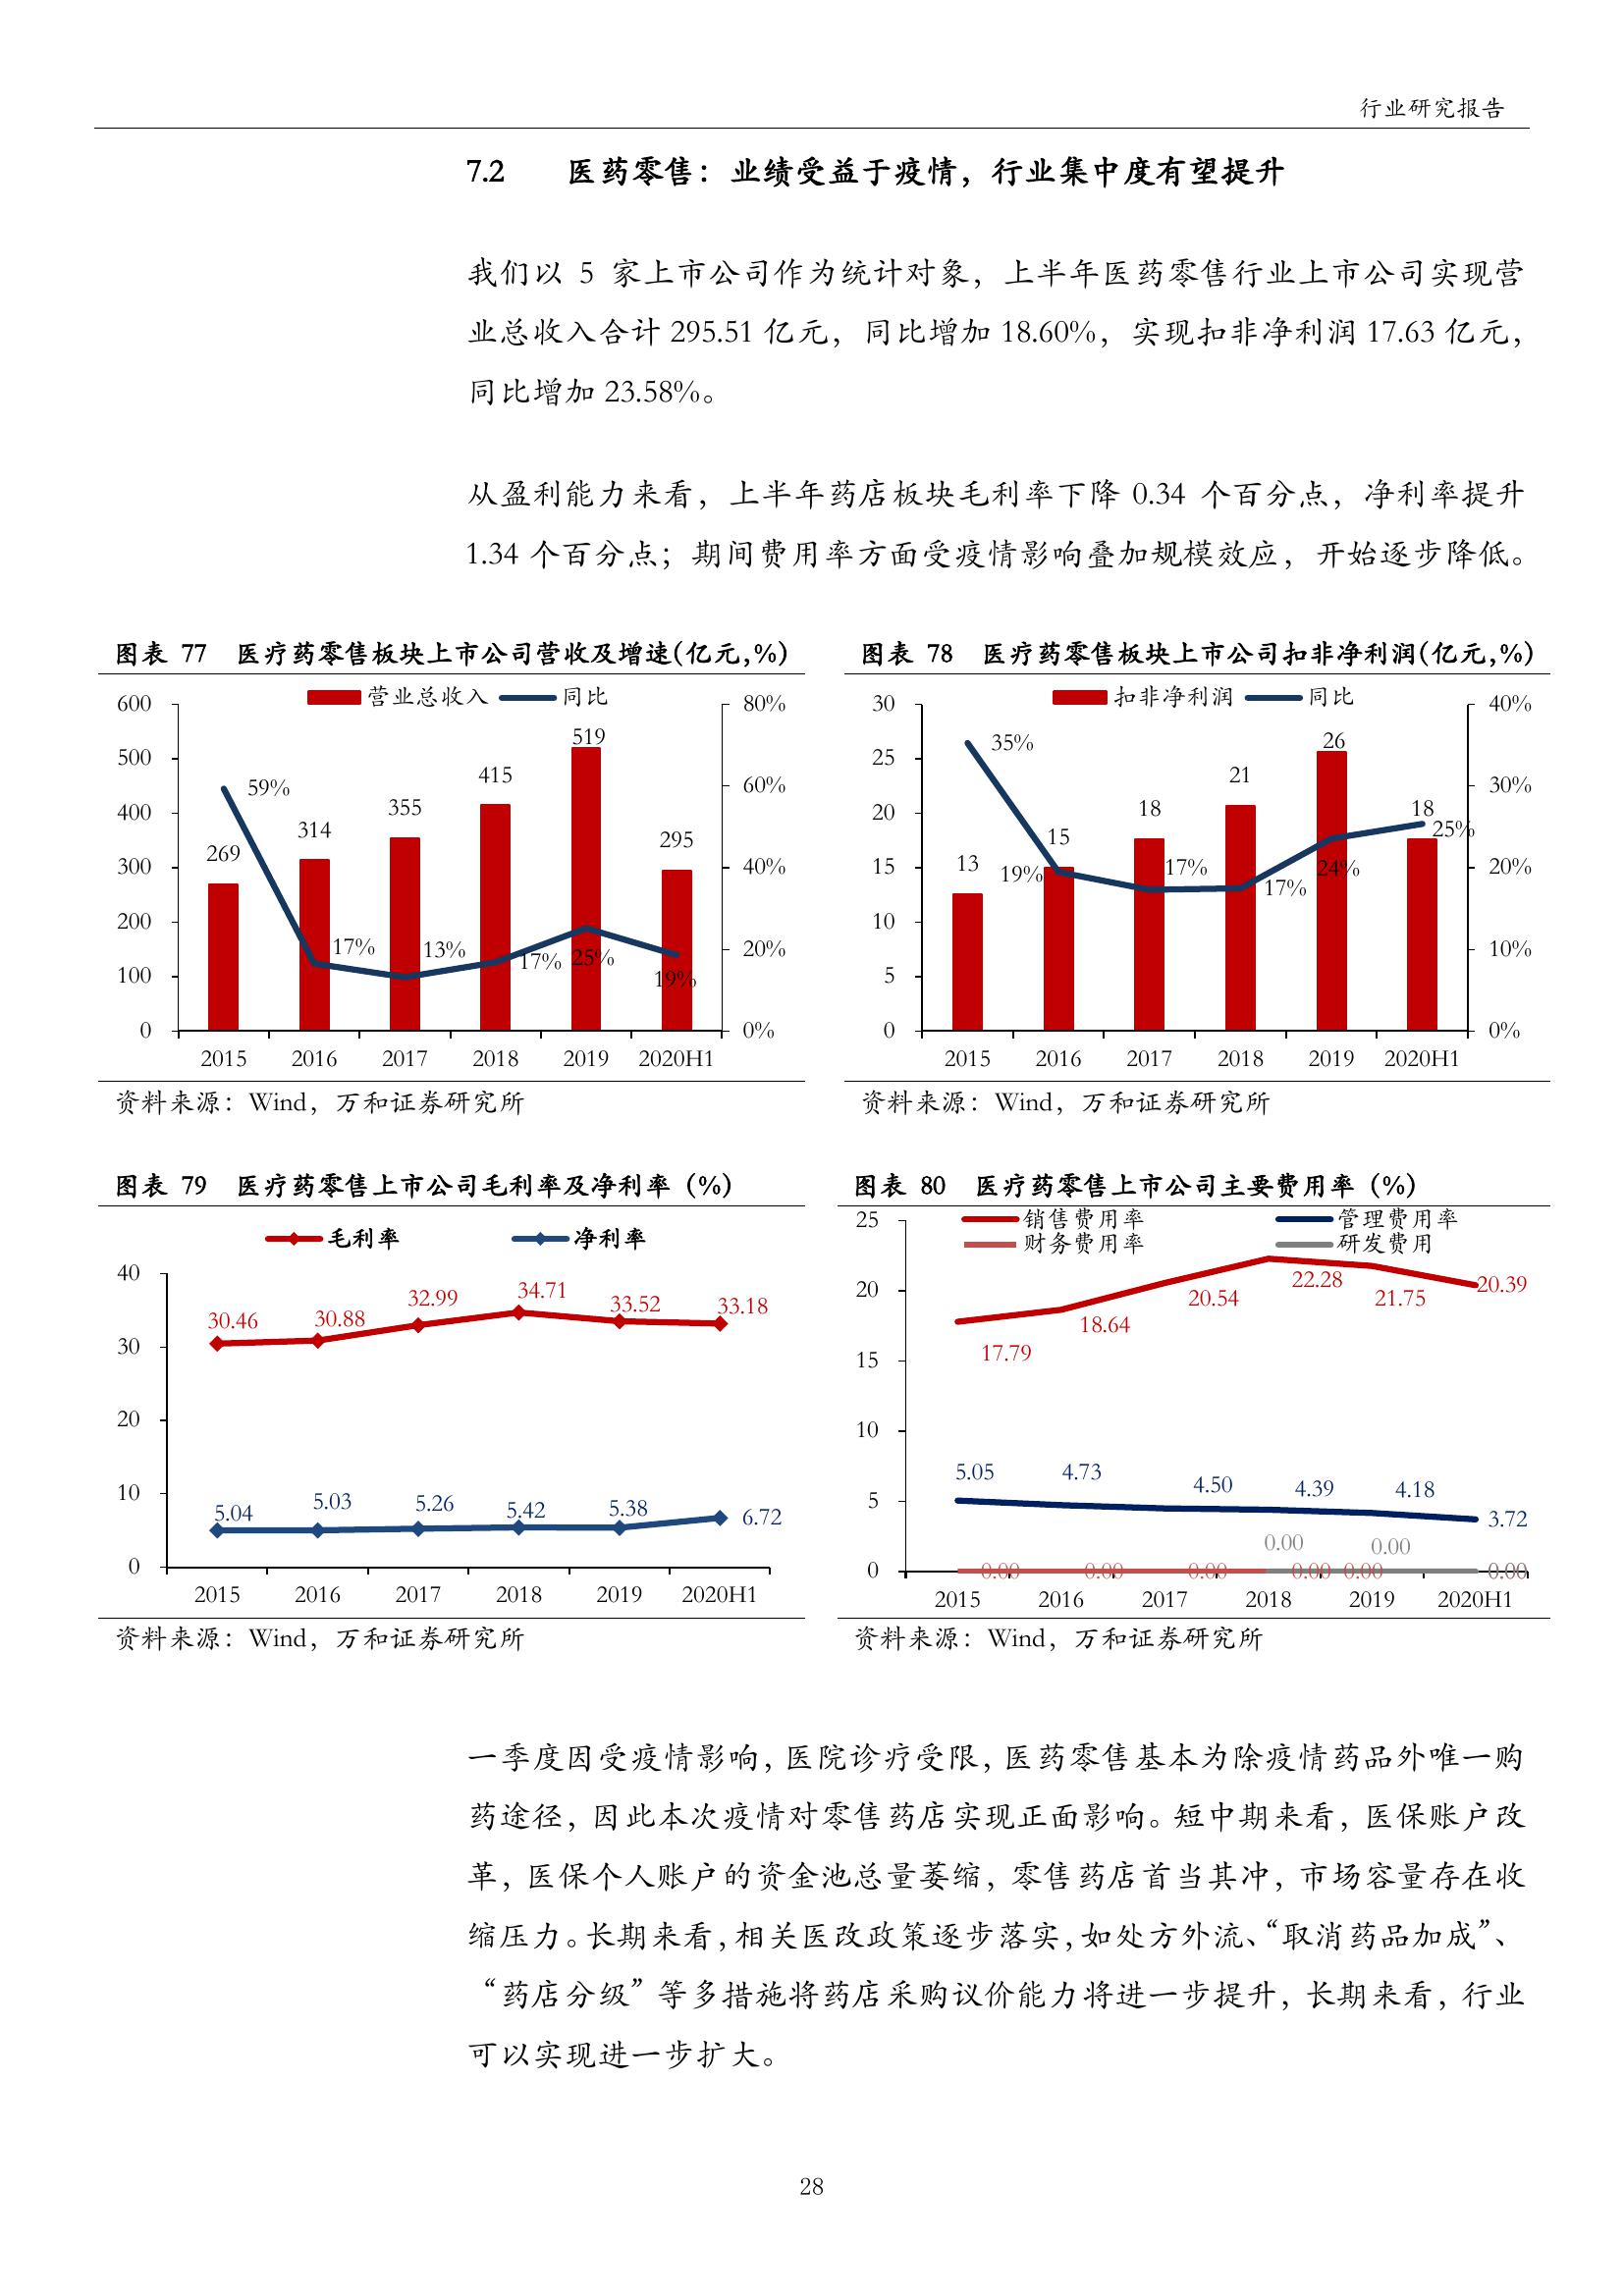 行业研究报告
7.2 医药零售：业绩受益于疫情，行业集中度有望提升
我们以 5 家上市公司作为统计对象，上半年医药零售行业上市公司实现营
业总收入合计 295.51 亿元，同比增加 18.60%，实现扣非净利润 17.63 亿元，
同比增加 23.58%。
从盈利能力来看，上半年药店板块毛利率下降 0.34 个百分点，净利率提升
1.34 个百分点；期间费用率方面受疫情影响叠加规模效应，开始逐步降低。
图表 77 医疗药零售板块上市公司营收及增速(亿元,%)
营业总收入 同比
600 80%
519
500
415
60%
59%
400
355
314
295
300 40%
269
200 20%
17% 13% 17% 25%
19%
100
0 0%
2015 2016 2017 2018 2019 2020H1
资料来源：Wind，万和证券研究所
图表 78 医疗药零售板块上市公司扣非净利润(亿元,%)
扣非净利润 同比
30 40%
35% 26
25
21
30%
20
18 18
25%
15
15 20%
13 19% 17% 17% 24%
10 10%
5
0 0%
2015 2016 2017 2018 2019 2020H1
资料来源：Wind，万和证券研究所
图表 79 医疗药零售上市公司毛利率及净利率（%）
毛利率 净利率
40
30.46 30.88 32.99 34.71 33.52 33.18
30
20
10
5.04 5.03 5.26 5.42 5.38 6.72
0
2015 2016 2017 2018 2019 2020H1
资料来源：Wind，万和证券研究所
图表 80 医疗药零售上市公司主要费用率（%）
25
销售费用率 管理费用率
财务费用率 研发费用
20
17.79 18.64 20.54 22.28 21.75 20.39
15
10
5.05 4.73 4.50 4.39 4.18 3.72
5
0.00 0.00
0
0.00 0.00 0.00 0.00 0.00 0.00
2015 2016 2017 2018 2019 2020H1
资料来源：Wind，万和证券研究所
一季度因受疫情影响，医院诊疗受限，医药零售基本为除疫情药品外唯一购
药途径，因此本次疫情对零售药店实现正面影响。短中期来看，医保账户改
革，医保个人账户的资金池总量萎缩，零售药店首当其冲，市场容量存在收
缩压力。长期来看，相关医改政策逐步落实，如处方外流、“取消药品加成”、
“药店分级”等多措施将药店采购议价能力将进一步提升，长期来看，行业
可以实现进一步扩大。
28